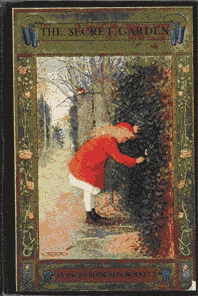 THE SECRET GARDEN
FRANCES HODGSON BURNETT